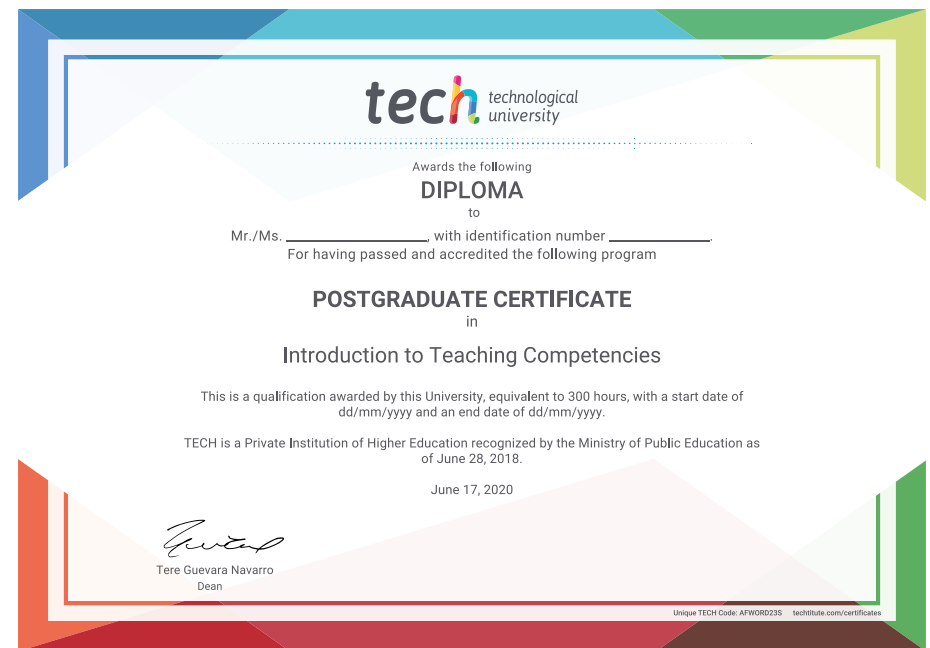 tech technological
university
Awards the following
DIPLOMA
to
Mr./Ms. ____________________, with identification number ______________.
For having passed and accredited the following program
POSTGRADUATE CERTIFICATE
in
Introduction to Teaching Competencies
This is a qualification awarded by this University, equivalent to 300 hours, with a start date of
dd/mm/yyyy and an end date of dd/mm/yyyy.
TECH is a Private Institution of Higher Education recognized by the Ministry of Public Education as
of June 28, 2018.
June 17, 2020
Tere Guevara Navarro
Dean
Unique TECH Code: AFWORD23S techtitute.com/certificates